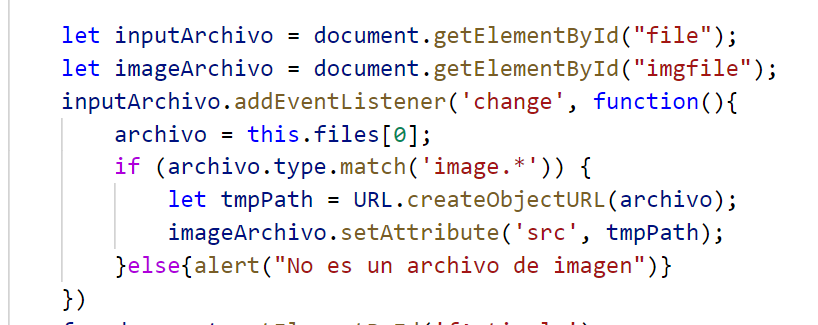 let inputArchivo = document.getElementById("file");
let imageArchivo = document.getElementById("imgfile");
inputArchivo.addEventListener('change', function(){
archivo = this.files[0];
if (archivo.type.match('image.*')) {
let tmpPath = URL.createObjectURL(archivo);
imageArchivo.setAttribute('src', tmpPath);
}else{alert("No es un archivo de imagen")}
})